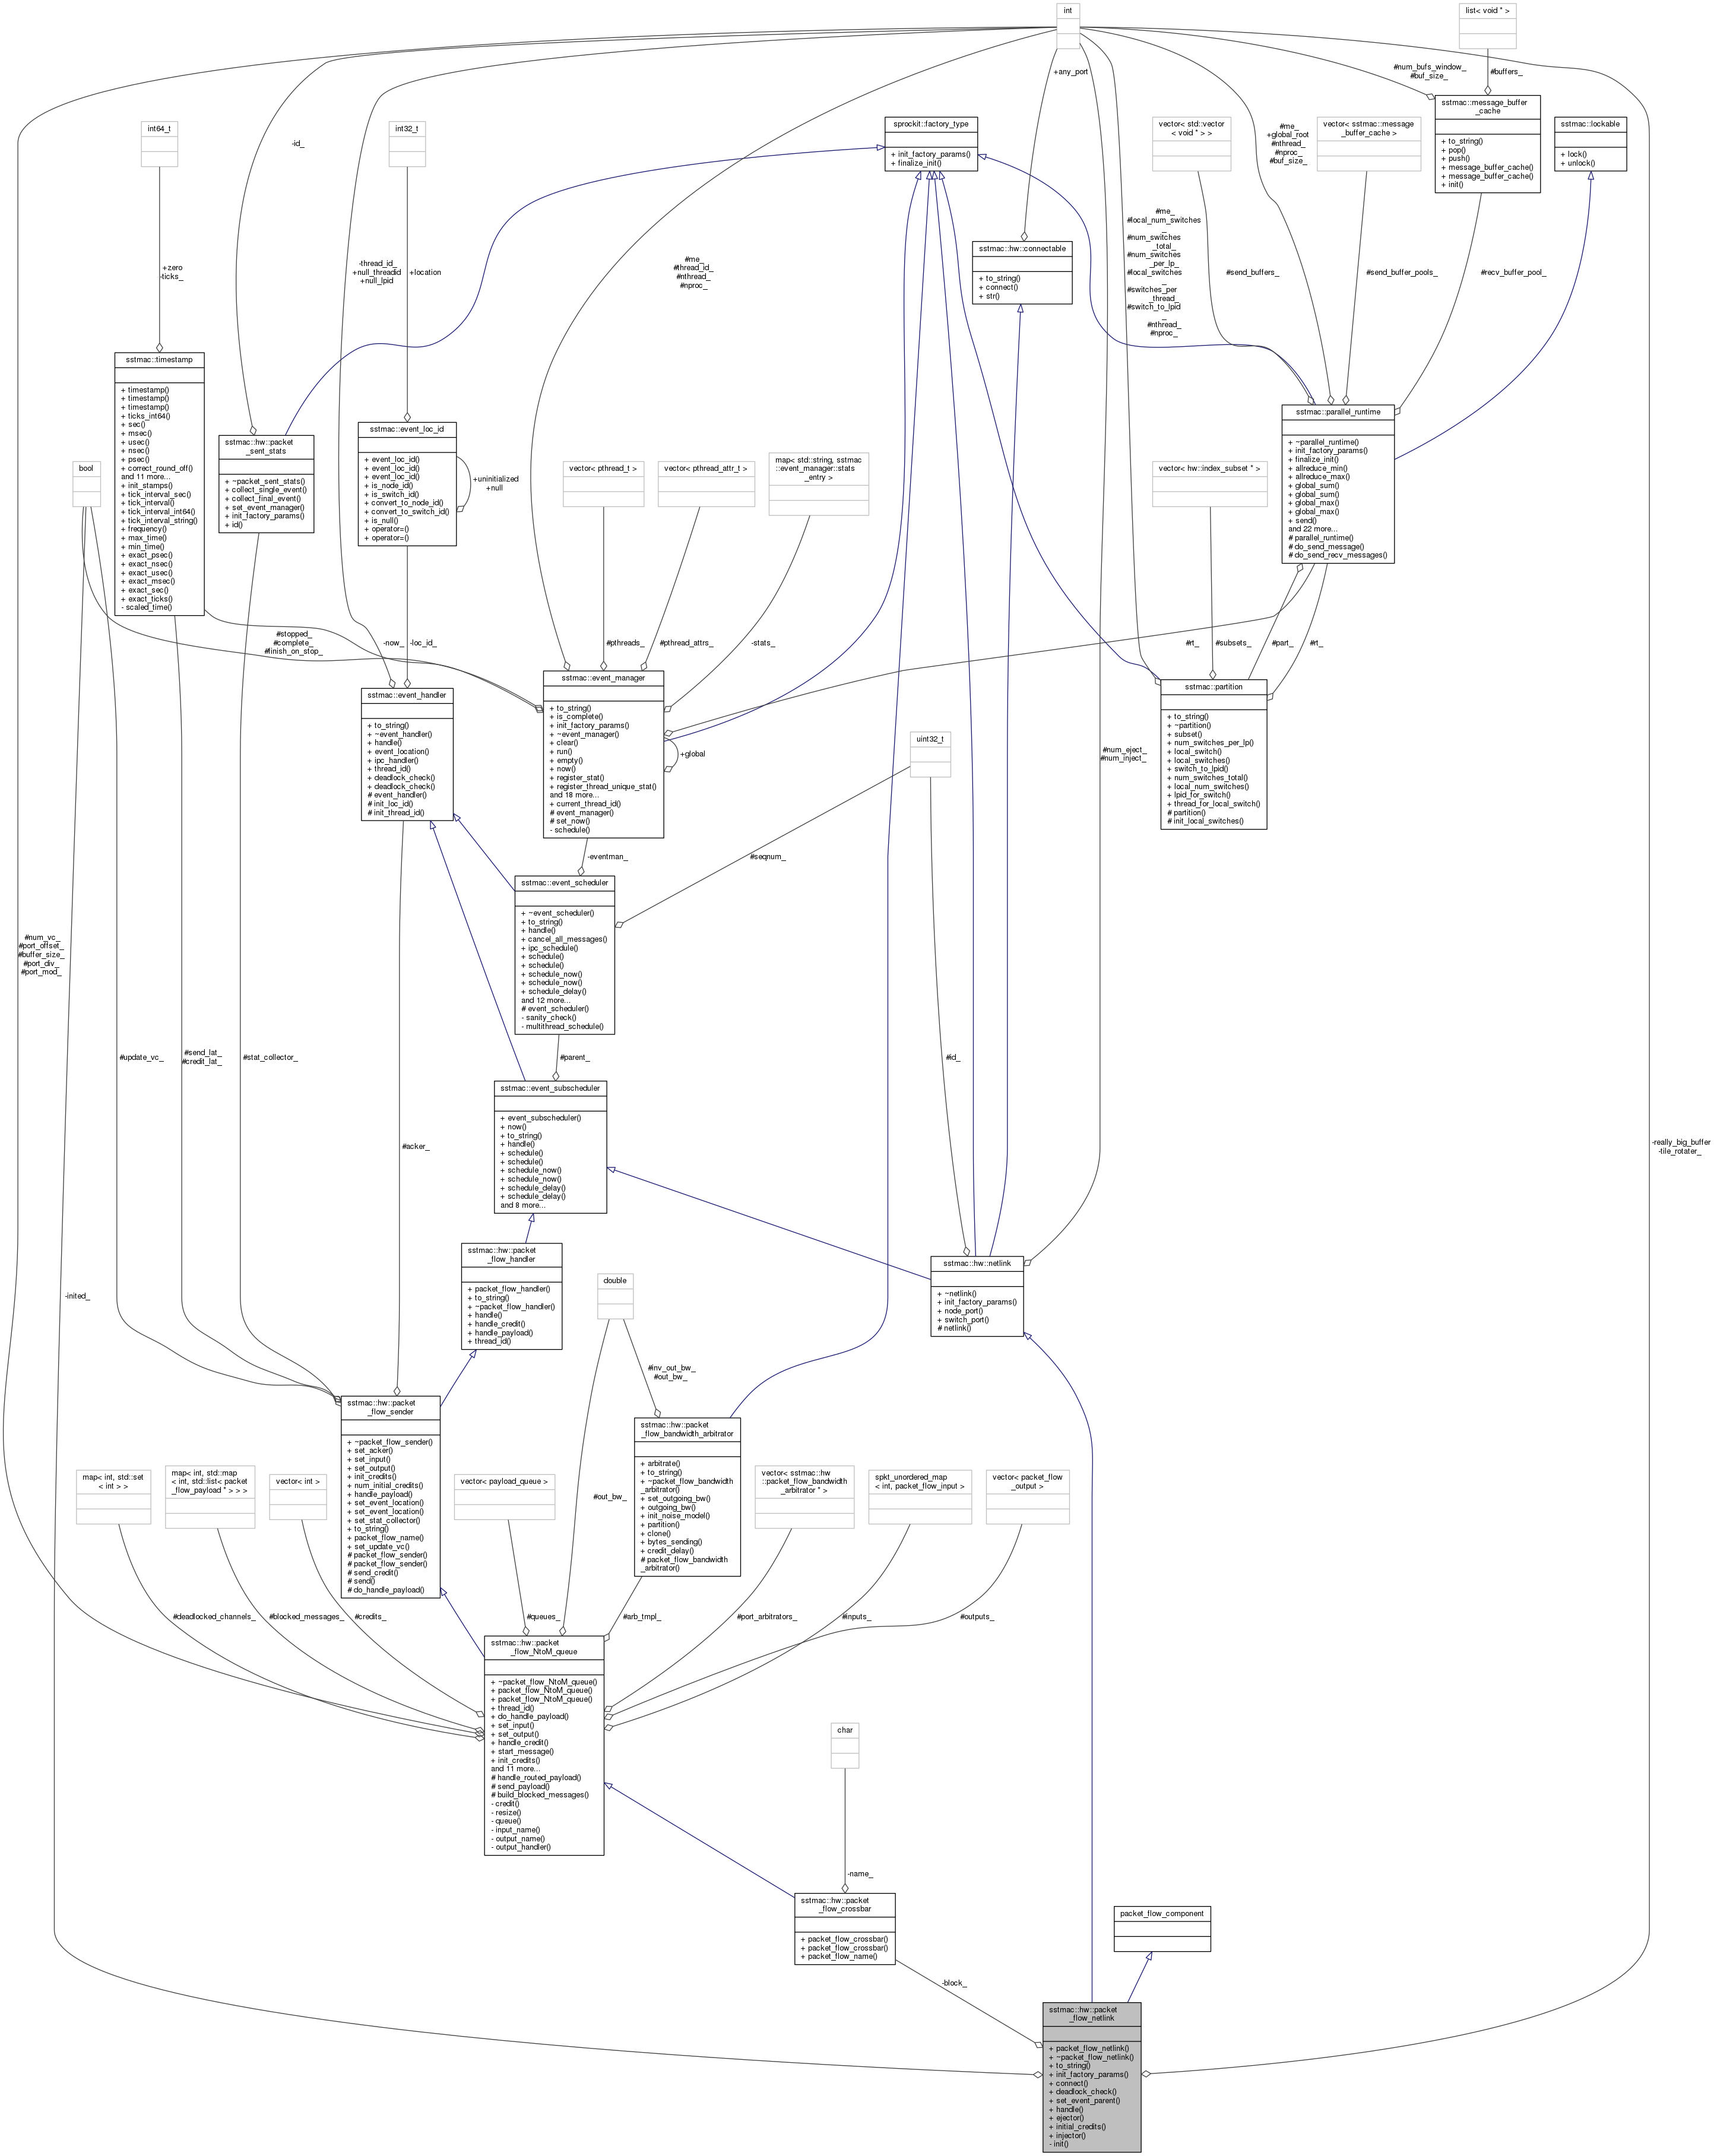 int
list< void * >
+any_port
#num_bufs_window_
#buf_size_
#buffers_
sstmac::message_buffer
_cache
+ to_string()
+ pop()
+ push()
+ message_buffer_cache()
+ message_buffer_cache()
+ init()
int64_t
int32_t
-id_
sprockit::factory_type
+ init_factory_params()
+ finalize_init()
vector< std::vector
< void * > >
#me_
+global_root
#nthread_
#nproc_
#buf_size_
vector< sstmac::message
_buffer_cache >
sstmac::lockable
+ lock()
+ unlock()
+zero
-ticks_
-thread_id_
+null_threadid
+null_lpid
+location
#me_
#thread_id_
#nthread_
#nproc_
sstmac::hw::connectable
+ to_string()
+ connect()
+ str()
#me_
#local_num_switches
_
#num_switches
_total_
#num_switches
_per_lp_
#local_switches
_
#switches_per
_thread_
#switch_to_lpid
_
#nthread_
#nproc_
#send_buffers_
#send_buffer_pools_
#recv_buffer_pool_
sstmac::timestamp
+ timestamp()
+ timestamp()
+ timestamp()
+ ticks_int64()
+ sec()
+ msec()
+ usec()
+ nsec()
+ psec()
+ correct_round_off()
and 11 more...
+ init_stamps()
+ tick_interval_sec()
+ tick_interval()
+ tick_interval_int64()
+ tick_interval_string()
+ frequency()
+ max_time()
+ min_time()
+ exact_psec()
+ exact_nsec()
+ exact_usec()
+ exact_msec()
+ exact_sec()
+ exact_ticks()
- scaled_time()
bool
sstmac::hw::packet
_sent_stats
+ ~packet_sent_stats()
+ collect_single_event()
+ collect_final_event()
+ set_event_manager()
+ init_factory_params()
+ id()
sstmac::event_loc_id
+ event_loc_id()
+ event_loc_id()
+ event_loc_id()
+ is_node_id()
+ is_switch_id()
+ convert_to_node_id()
+ convert_to_switch_id()
+ is_null()
+ operator=()
+ operator=()
+uninitialized
+null
vector< pthread_t >
vector< pthread_attr_t >
map< std::string, sstmac
::event_manager::stats
_entry >
vector< hw::index_subset * >
sstmac::parallel_runtime
+ ~parallel_runtime()
+ init_factory_params()
+ finalize_init()
+ allreduce_min()
+ allreduce_max()
+ global_sum()
+ global_sum()
+ global_max()
+ global_max()
+ send()
and 22 more...
# parallel_runtime()
# do_send_message()
# do_send_recv_messages()
#stopped_
#complete_
#finish_on_stop_
-now_
-loc_id_
#pthreads_
#pthread_attrs_
-stats_
#rt_
#subsets_
#part_
#rt_
sstmac::event_handler
+ to_string()
+ ~event_handler()
+ handle()
+ event_location()
+ ipc_handler()
+ thread_id()
+ deadlock_check()
+ deadlock_check()
# event_handler()
# init_loc_id()
# init_thread_id()
sstmac::event_manager
+ to_string()
+ is_complete()
+ init_factory_params()
+ ~event_manager()
+ clear()
+ run()
+ empty()
+ now()
+ register_stat()
+ register_thread_unique_stat()
and 18 more...
+ current_thread_id()
# event_manager()
# set_now()
- schedule()
+global
uint32_t
#num_eject_
#num_inject_
sstmac::partition
+ to_string()
+ ~partition()
+ subset()
+ num_switches_per_lp()
+ local_switch()
+ local_switches()
+ switch_to_lpid()
+ num_switches_total()
+ local_num_switches()
+ lpid_for_switch()
+ thread_for_local_switch()
# partition()
# init_local_switches()
-eventman_
#seqnum_
sstmac::event_scheduler
+ ~event_scheduler()
+ to_string()
+ handle()
+ cancel_all_messages()
+ ipc_schedule()
+ schedule()
+ schedule()
+ schedule_now()
+ schedule_now()
+ schedule_delay()
and 12 more...
# event_scheduler()
- sanity_check()
- multithread_schedule()
#num_vc_
#port_offset_
#buffer_size_
#port_div_
#port_mod_
#update_vc_
#send_lat_
#credit_lat_
#stat_collector_
#parent_
#id_
sstmac::event_subscheduler
+ event_subscheduler()
+ now()
+ to_string()
+ handle()
+ schedule()
+ schedule()
+ schedule_now()
+ schedule_now()
+ schedule_delay()
+ schedule_delay()
and 8 more...
#acker_
-really_big_buffer
-tile_rotater_
-inited_
sstmac::hw::packet
_flow_handler
+ packet_flow_handler()
+ to_string()
+ ~packet_flow_handler()
+ handle()
+ handle_credit()
+ handle_payload()
+ thread_id()
double
sstmac::hw::netlink
+ ~netlink()
+ init_factory_params()
+ node_port()
+ switch_port()
# netlink()
#inv_out_bw_
#out_bw_
sstmac::hw::packet
_flow_sender
+ ~packet_flow_sender()
+ set_acker()
+ set_input()
+ set_output()
+ init_credits()
+ num_initial_credits()
+ handle_payload()
+ set_event_location()
+ set_event_location()
+ set_stat_collector()
+ to_string()
+ packet_flow_name()
+ set_update_vc()
# packet_flow_sender()
# packet_flow_sender()
# send_credit()
# send()
# do_handle_payload()
sstmac::hw::packet
_flow_bandwidth_arbitrator
+ arbitrate()
+ to_string()
+ ~packet_flow_bandwidth
_arbitrator()
+ set_outgoing_bw()
+ outgoing_bw()
+ init_noise_model()
+ partition()
+ clone()
+ bytes_sending()
+ credit_delay()
# packet_flow_bandwidth
_arbitrator()
map< int, std::set
< int > >
map< int, std::map
< int, std::list< packet
_flow_payload * > > >
vector< int >
vector< payload_queue >
#out_bw_
vector< sstmac::hw
::packet_flow_bandwidth
_arbitrator * >
spkt_unordered_map
< int, packet_flow_input >
vector< packet_flow
_output >
#deadlocked_channels_
#blocked_messages_
#credits_
#queues_
#arb_tmpl_
#port_arbitrators_
#inputs_
#outputs_
sstmac::hw::packet
_flow_NtoM_queue
+ ~packet_flow_NtoM_queue()
+ packet_flow_NtoM_queue()
+ packet_flow_NtoM_queue()
+ thread_id()
+ do_handle_payload()
+ set_input()
+ set_output()
+ handle_credit()
+ start_message()
+ init_credits()
and 11 more...
# handle_routed_payload()
# send_payload()
# build_blocked_messages()
- credit()
- resize()
- queue()
- input_name()
- output_name()
- output_handler()
char
-name_
sstmac::hw::packet
_flow_crossbar
+ packet_flow_crossbar()
+ packet_flow_crossbar()
+ packet_flow_name()
packet_flow_component
-block_
sstmac::hw::packet
_flow_netlink
+ packet_flow_netlink()
+ ~packet_flow_netlink()
+ to_string()
+ init_factory_params()
+ connect()
+ deadlock_check()
+ set_event_parent()
+ handle()
+ ejector()
+ initial_credits()
+ injector()
- init()